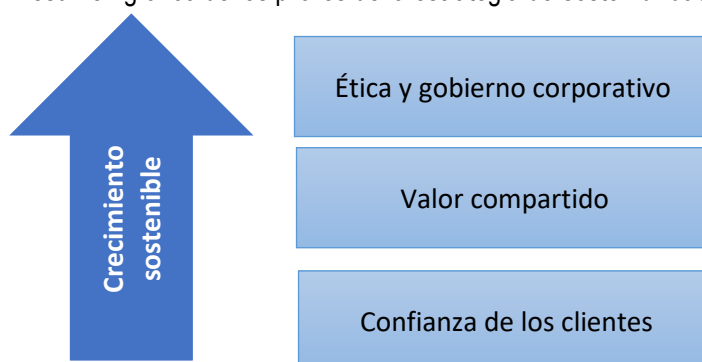 Crecimiento
sostenible
Ética y gobierno corporativo
Valor compartido
Confianza de los clientes